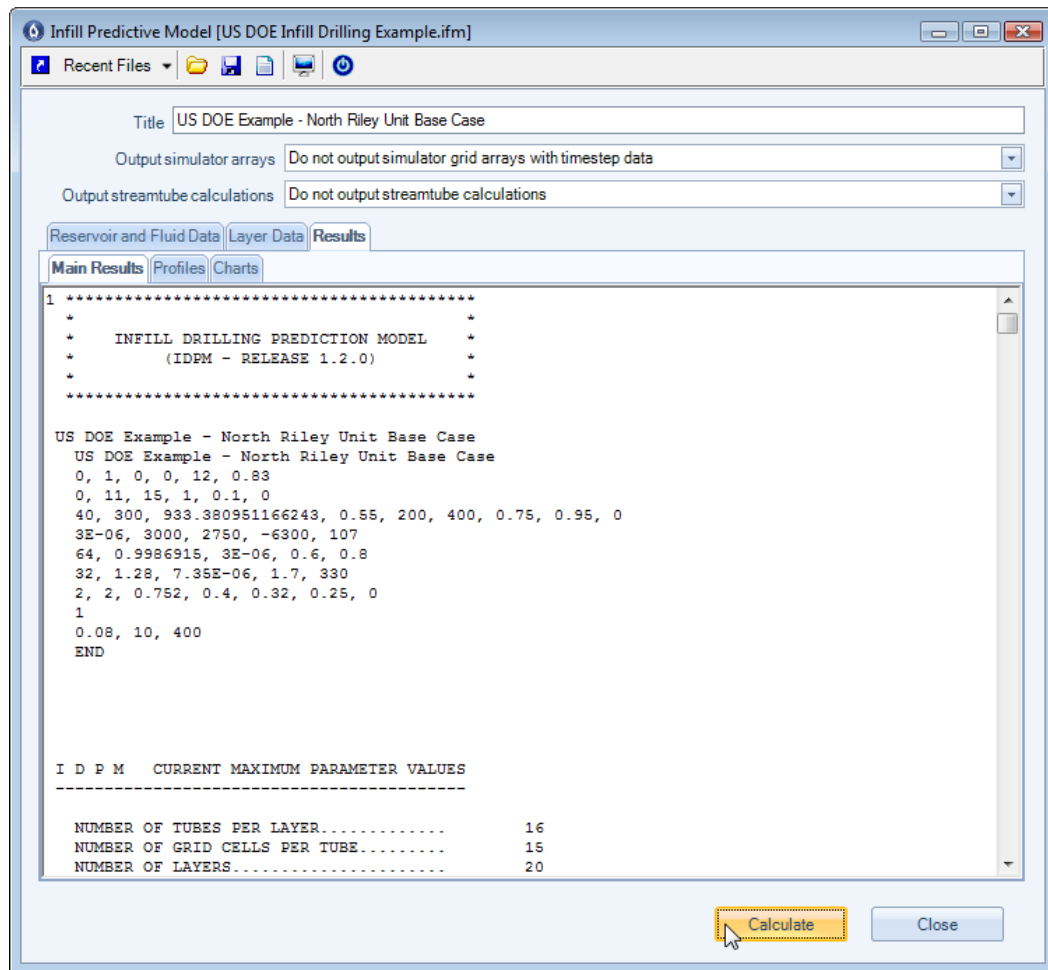 Infill Predictive Model [US DOE Infill Drilling Example.ifm]
Recent Files
Title US DOE Example - North Riley Unit Base Case
Output simulator arrays Do not output simulator grid arrays with timestep data
Output streamtube calculations Do not output streamtube calculations
Reservoir and Fluid Data Layer Data Results
Main Results Profiles Charts
1 ******************************************
* *
* INFILL DRILLING PREDICTION MODEL *
* (IDPM - RELEASE 1.2.0) *
* *
******************************************
US DOE Example - North Riley Unit Base Case
US DOE Example - North Riley Unit Base Case
0, 1, 0, 0, 12, 0.83
0, 11, 15, 1, 0.1, 0
40, 300, 933.380951166243, 0.55, 200, 400, 0.75, 0.95, 0
3E-06, 3000, 2750, -6300, 107
64, 0.9986915, 3E-06, 0.6, 0.8
32, 1.28, 7.35E-06, 1.7, 330
2, 2, 0.752, 0.4, 0.32, 0.25, 0
1
0.08, 10, 400
END
I D P M CURRENT MAXIMUM PARAMETER VALUES
------------------------------------------
NUMBER OF TUBES PER LAYER............. 16
NUMBER OF GRID CELLS PER TUBE......... 15
NUMBER OF LAYERS...................... 20
Calculate Close